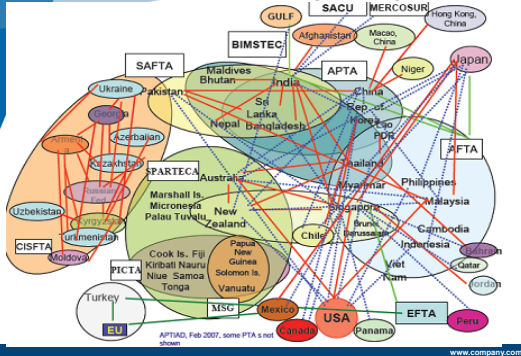 GULF
SACU
MERCOSUR
Hong Kong,
China
Afghanistan
Macao,
China
BIMSTEC
SAFTA
Maldives
Bhutan
India
APTA
Niger
Japan
Ukraine
Pakistan
China
Georgia
Sri
Lanka
Nepal
Bangladesh
Rep. of
Korea
Lao
PDR
Azerbaijan
AFTA
Kazakhstan
SPARTECA
Australia
Thailand
Myanmar
Philippines
Russian
Fed
Marshall Is.
Micronesia
Palau Tuvalu
New
Zealand
Singapore
Malaysia
Uzbekistan
Kyrgyzstan
Chile
Brunei
Darussalam
Cambodia
Indonesia
CISFTA
Moldova
PICTA
Cook Is. Fiji
Kiribati Nauru
Niue Samoa
Tonga
Papua
New
Guinea
Solomon Is.
Vanuatu
Viet
Nam
Bahrain
Qatar
Jordan
Turkey
EU
MSG
Mexico
Canada
USA
Panama
EFTA
Peru
APTIAD, Feb 2007, some PTA s not
shown
www.company.com